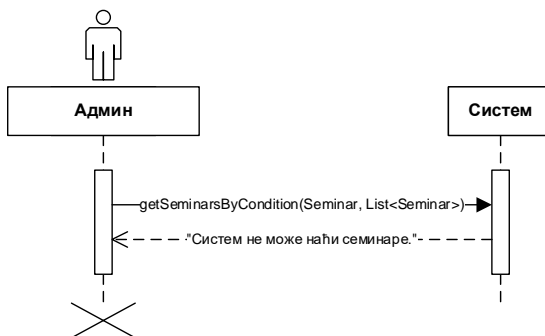 Админ
Систем
getSeminarsByCondition(Seminar, List<Seminar>)
"Систем не може наћи семинаре."